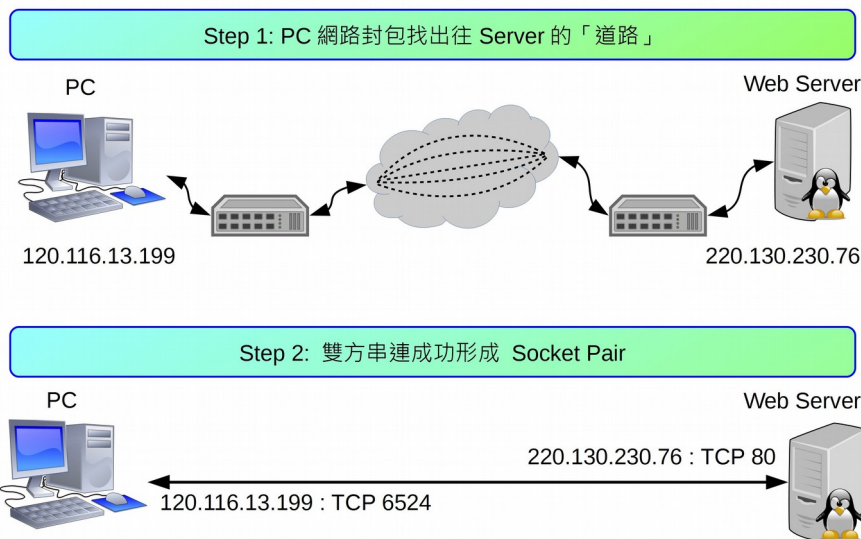 Step 1: PC 網路封包找出往 Server 的「道路」
PC
Web Server
120.116.13.199
220.130.230.76
Step 2: 雙方串連成功形成 Socket Pair
PC
Web Server
220.130.230.76 : TCP 80
120.116.13.199 : TCP 6524